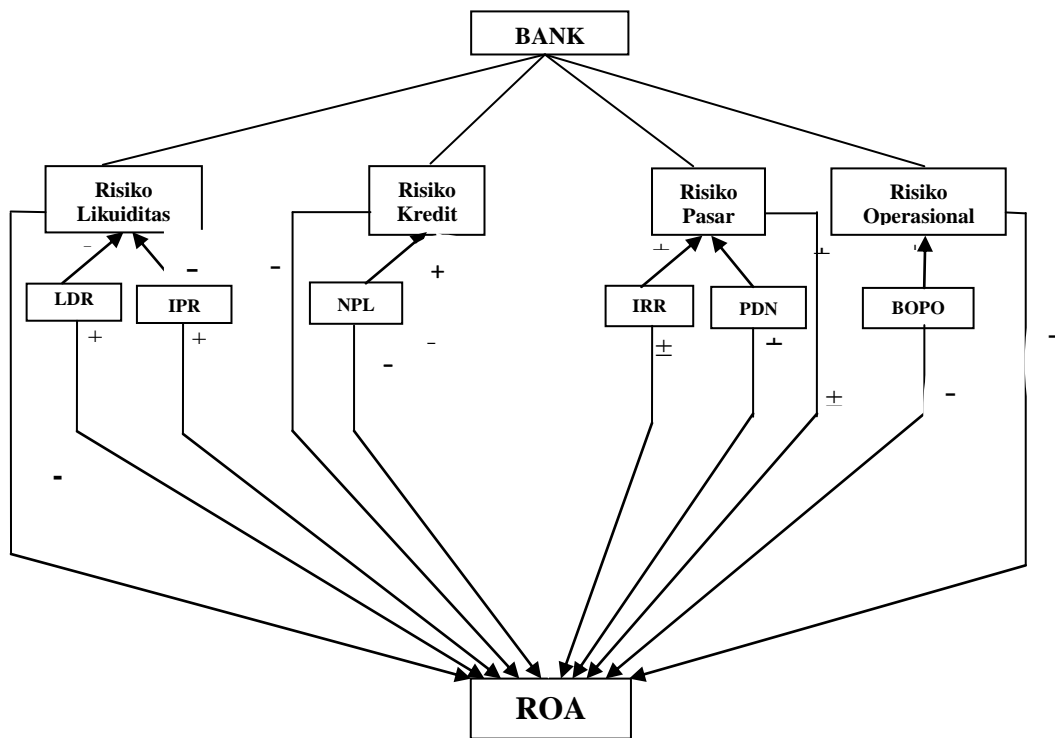 BANK
Risiko
Likuiditas
Risiko
Kredit
Risiko
Pasar
Risiko
Operasional
-
-
+
±
LDR
IPR
NPL
IRR
PDN
BOPO
+
+
-
-
±
-
-
±
-
ROA